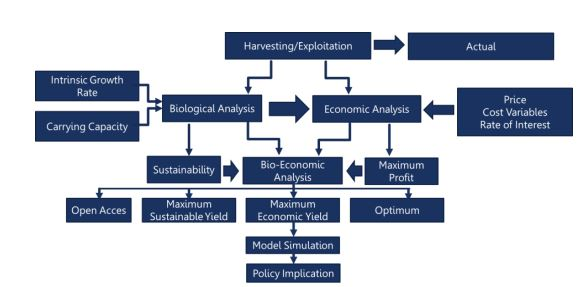 Harvesting/Exploitation
Actual
Intrinsic Growth
Rate
Biological Analysis
Economic Analysis
Price
Cost Variables
Rate of Interest
Carrying Capacity
Sustainability
Bio-Economic
Analysis
Maximum
Profit
Open Acces
Maximum
Sustainable Yield
Maximum
Economic Yield
Optimum
Model Simulation
Policy Implication